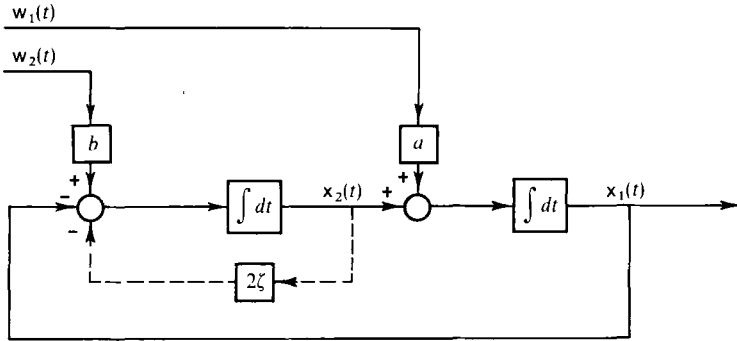 w₁(t)
w₂(t)
b
a
+
+
−
∫ dt
x₂(t)
+
∫ dt
x₁(t)
−
2ζ